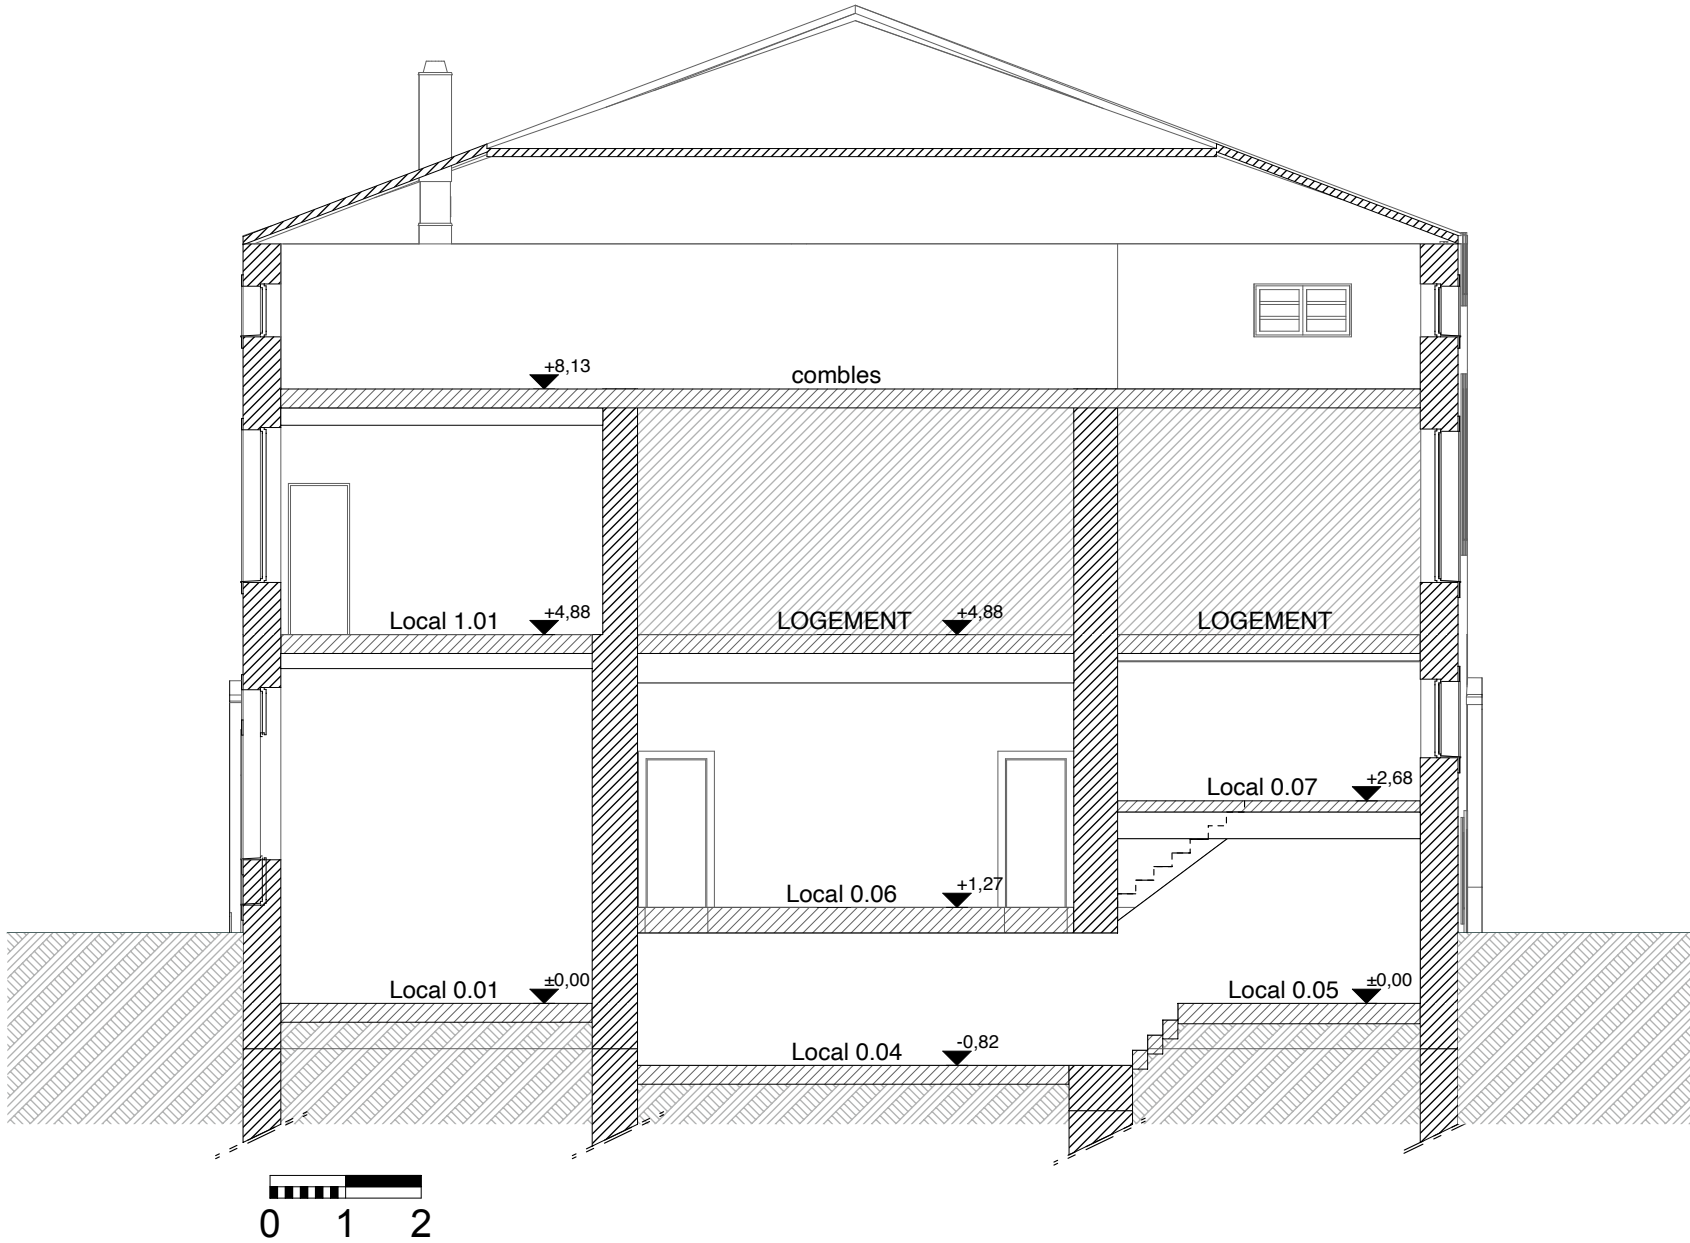 +8,13
combles
Local 1.01
+4,88
LOGEMENT
+4,88
LOGEMENT
Local 0.07
+2,68
Local 0.06
+1,27
Local 0.01
±0,00
Local 0.05
±0,00
Local 0.04
-0,82
0 1 2